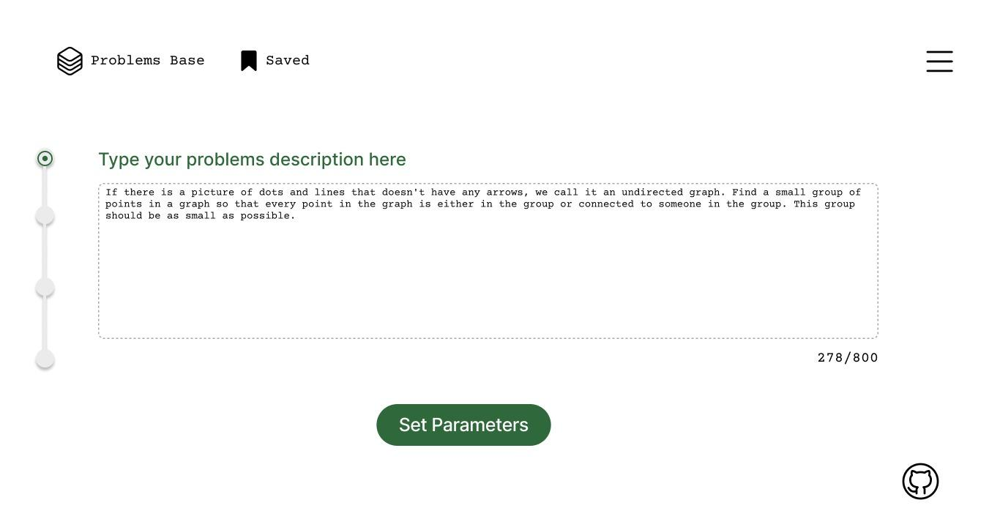 Problems Base
Saved
Type your problems description here
If there is a picture of dots and lines that doesn't have any arrows, we call it an undirected graph. Find a small group of
points in a graph so that every point in the graph is either in the group or connected to someone in the group. This group
should be as small as possible.
278/800
Set Parameters